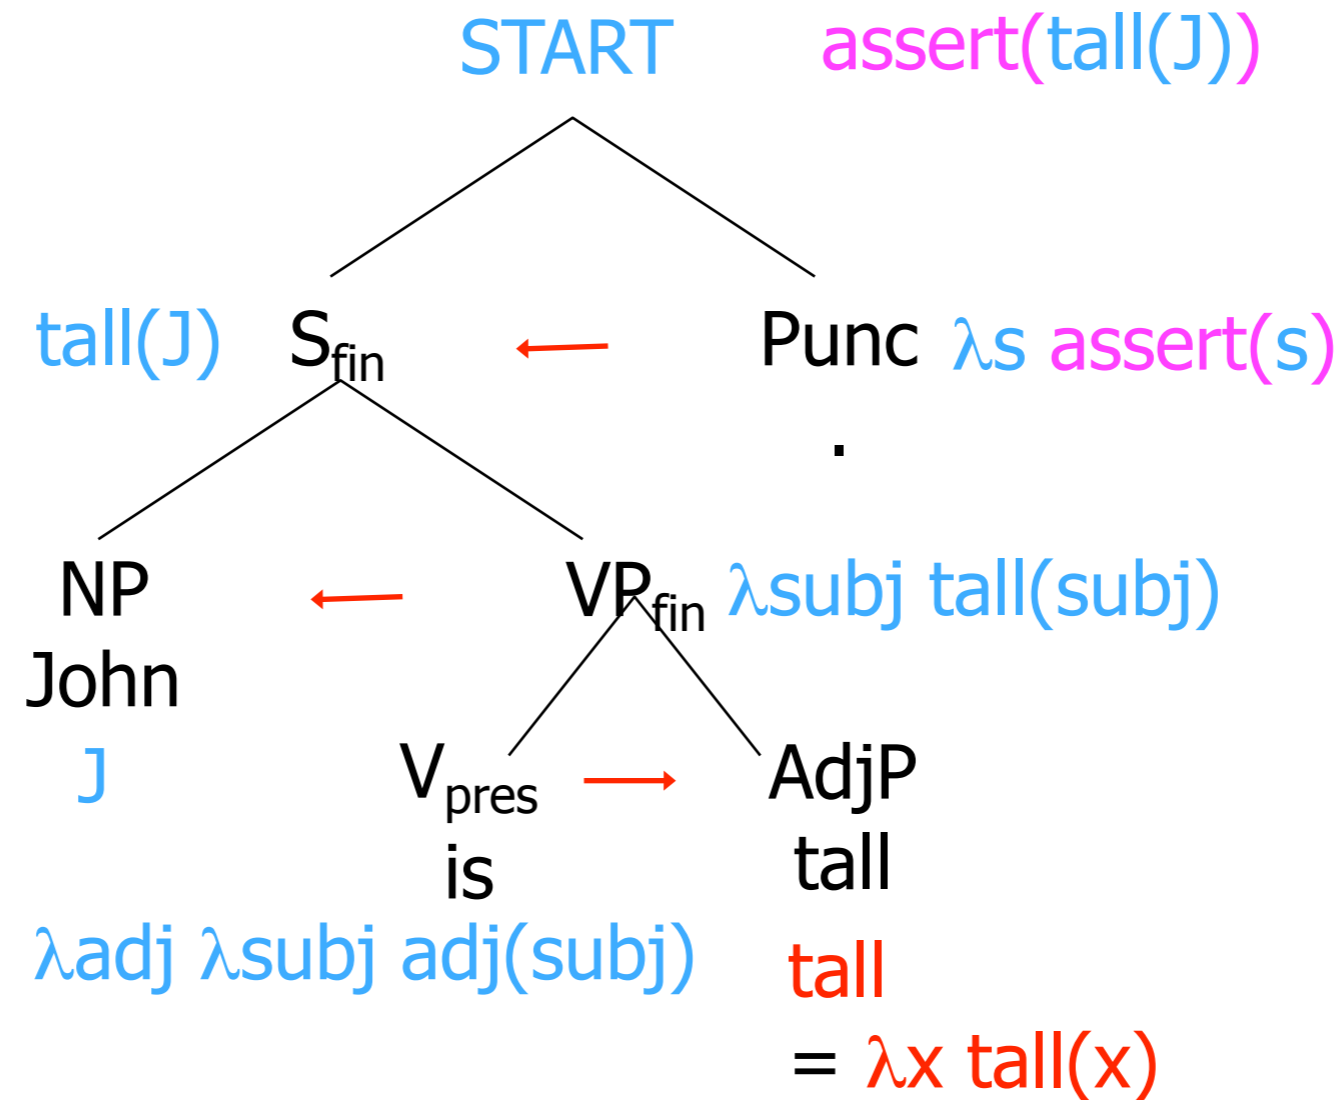 START assert(tall(J))
tall(J) Sfin Punc λs assert(s)
.
NP VPfin λsubj tall(subj)
John
J Vpres AdjP
is tall
λadj λsubj adj(subj) tall
= λx tall(x)